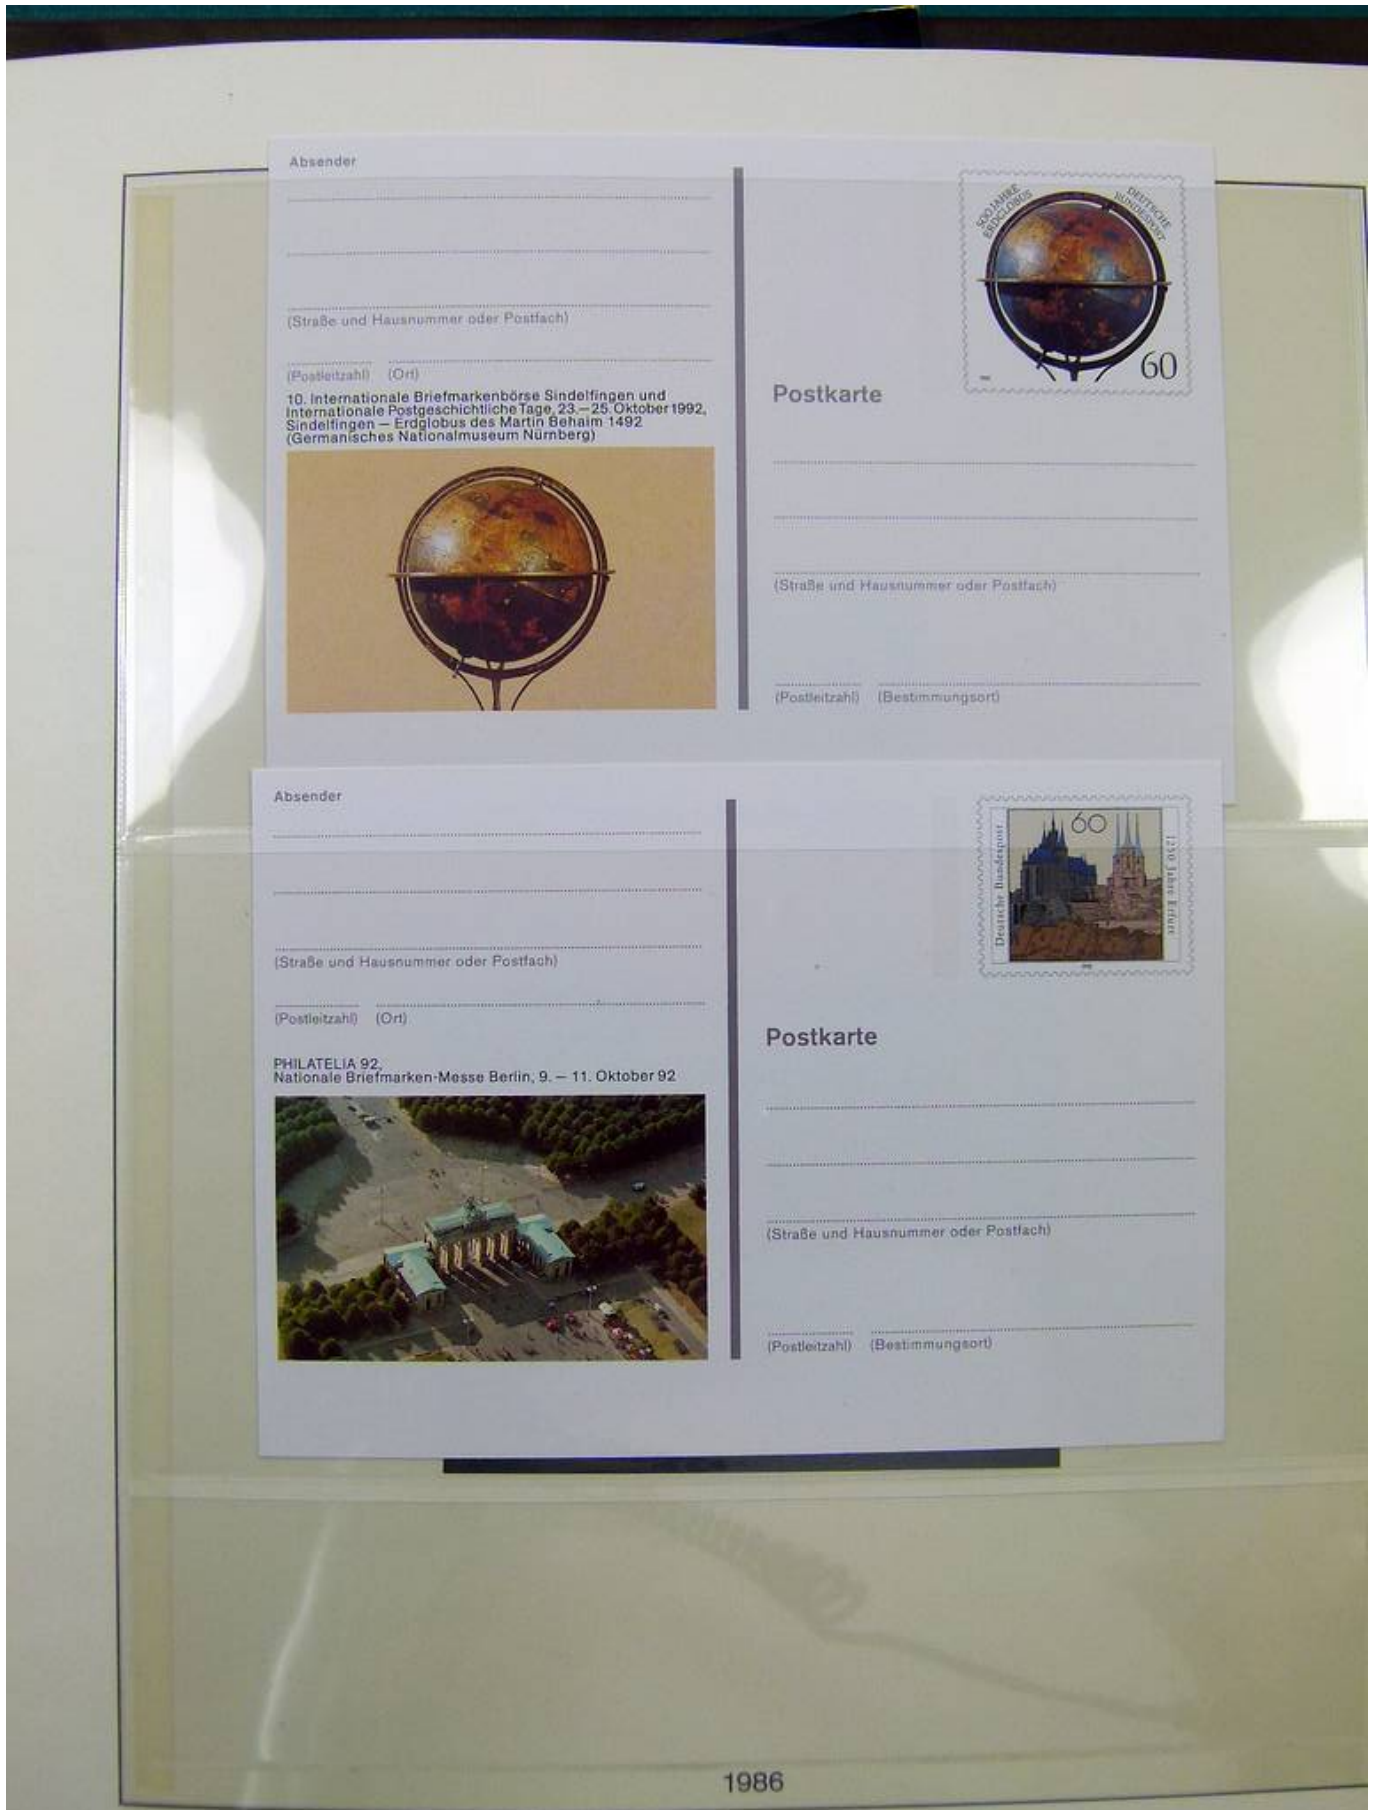 Absender
500 JAHRE
ERDGLOBUS
DEUTSCHE
BUNDESPOST
60
(Straße und Hausnummer oder Postfach)
(Postleitzahl) (Ort)
10. Internationale Briefmarkenbörse Sindelfingen und
Internationale Postgeschichtliche Tage, 23.–25. Oktober 1992,
Sindelfingen – Erdglobus des Martin Behaim 1492
(Germanisches Nationalmuseum Nürnberg)
Postkarte
(Straße und Hausnummer oder Postfach)
(Postleitzahl) (Bestimmungsort)
Absender
60
Deutsche Bundespost
1250 Jahre Erfurt
(Straße und Hausnummer oder Postfach)
(Postleitzahl) (Ort)
PHILATELIA 92,
Nationale Briefmarken-Messe Berlin, 9. – 11. Oktober 92
Postkarte
(Straße und Hausnummer oder Postfach)
(Postleitzahl) (Bestimmungsort)
1986